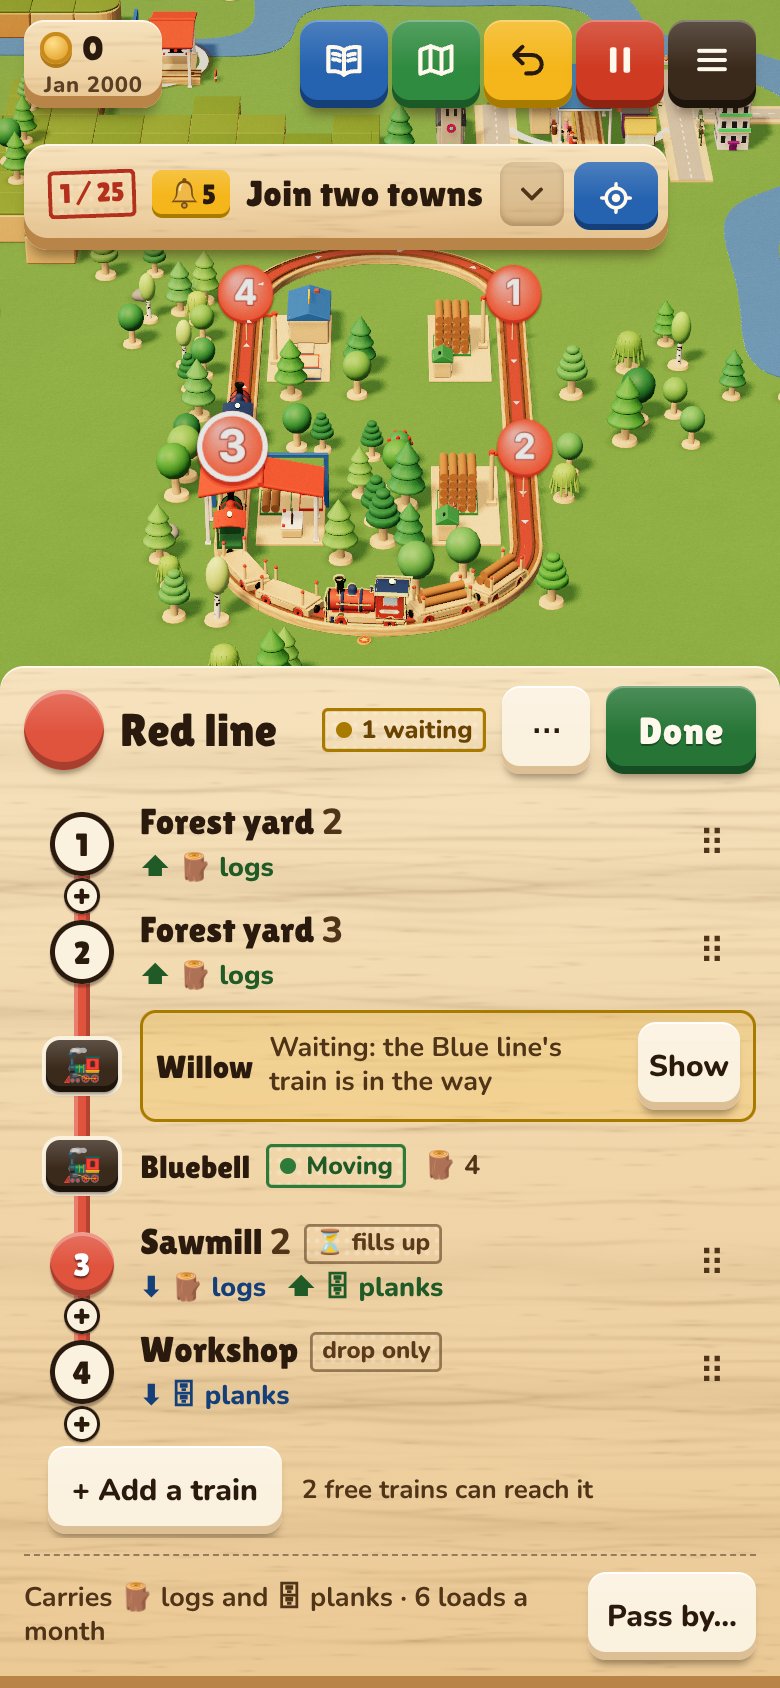 0
Jan 2000
1/25
5
Join two towns
4
1
3
2
Red line
1 waiting
...
Done
1
Forest yard 2
logs
2
Forest yard 3
logs
Willow
Waiting: the Blue line's
train is in the way
Show
Bluebell
Moving
4
3
Sawmill 2
fills up
logs
planks
4
Workshop
drop only
planks
+ Add a train
2 free trains can reach it
Carries logs and planks · 6 loads a
month
Pass by...